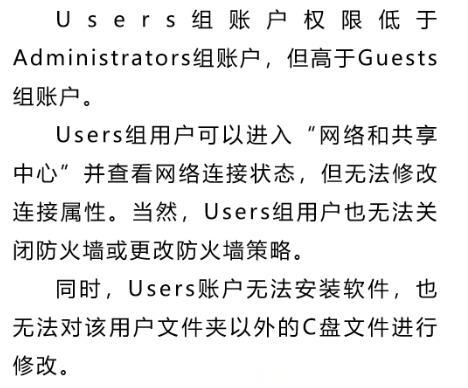 Users组账户权限低于
Administrators组账户，但高于Guests
组账户。
Users组用户可以进入“网络和共享
中心”并查看网络连接状态，但无法修改
连接属性。当然，Users组用户也无法关
闭防火墙或更改防火墙策略。
同时，Users账户无法安装软件，也
无法对该用户文件夹以外的C盘文件进行
修改。